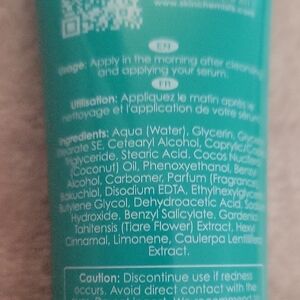 www.skinchemists.com
EN
Usage: Apply in the morning after cleansing
and applying your serum.
FR
Utilisation: Appliquez le matin après le
nettoyage et l'application de votre sérum.
Ingredients: Aqua (Water), Glycerin, Glyceryl
Stearate SE, Cetearyl Alcohol, Caprylic/Capric
Triglyceride, Stearic Acid, Cocos Nucifera
(Coconut) Oil, Phenoxyethanol, Benzyl
Alcohol, Carbomer, Parfum (Fragrance),
Bakuchiol, Disodium EDTA, Ethylhexylglycerin,
Butylene Glycol, Dehydroacetic Acid, Sodium
Hydroxide, Benzyl Salicylate, Gardenia
Tahitensis (Tiare Flower) Extract, Hexyl
Cinnamal, Limonene, Caulerpa Lentillifera
Extract.
Caution: Discontinue use if redness
occurs. Avoid direct contact with the